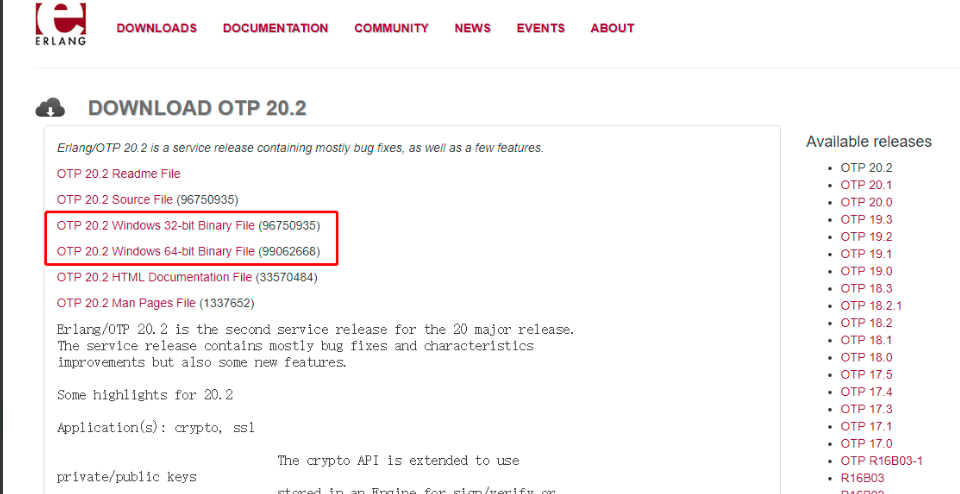 ERLANG
DOWNLOADS DOCUMENTATION COMMUNITY NEWS EVENTS ABOUT
DOWNLOAD OTP 20.2
Erlang/OTP 20.2 is a service release containing mostly bug fixes, as well as a few features.
OTP 20.2 Readme File
OTP 20.2 Source File (96750935)
OTP 20.2 Windows 32-bit Binary File (96750935)
OTP 20.2 Windows 64-bit Binary File (99062668)
OTP 20.2 HTML Documentation File (33570484)
OTP 20.2 Man Pages File (1337652)
Erlang/OTP 20.2 is the second service release for the 20 major release.
The service release contains mostly bug fixes and characteristics
improvements but also some new features.
Some highlights for 20.2
Application(s): crypto, ssl
The crypto API is extended to use
private/public keys
stored in an Engine for sign/verify or
Available releases
OTP 20.2
OTP 20.1
OTP 20.0
OTP 19.3
OTP 19.2
OTP 19.1
OTP 19.0
OTP 18.3
OTP 18.2.1
OTP 18.2
OTP 18.1
OTP 18.0
OTP 17.5
OTP 17.4
OTP 17.3
OTP 17.1
OTP 17.0
OTP R16B03-1
R16B03